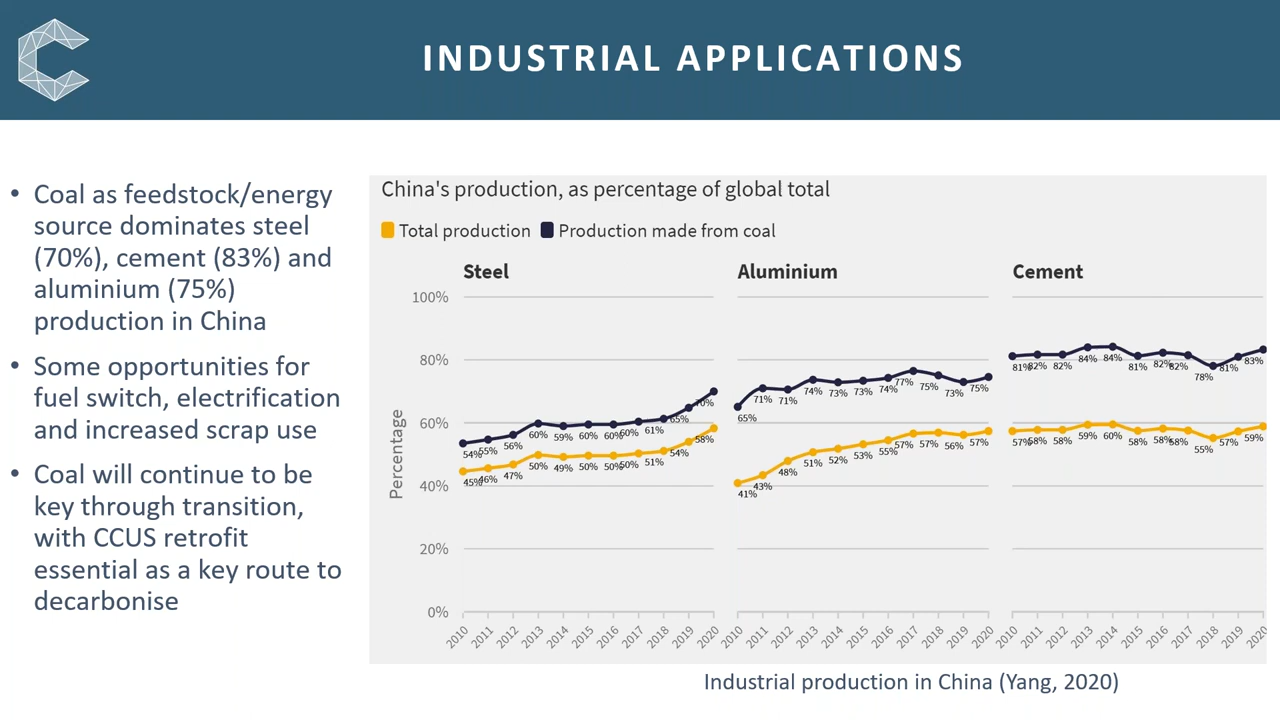 INDUSTRIAL APPLICATIONS
• Coal as feedstock/energy
source dominates steel
(70%), cement (83%) and
aluminium (75%)
production in China
• Some opportunities for
fuel switch, electrification
and increased scrap use
• Coal will continue to be
key through transition,
with CCUS retrofit
essential as a key route to
decarbonise
China's production, as percentage of global total
Total production Production made from coal
Steel
Percentage
100%
80%
60%
40%
20%
0%
54% 55% 56% 60% 59% 60% 60% 60% 61% 65% 70%
45% 46% 47% 50% 49% 50% 50% 50% 51% 54% 58%
2010 2011 2012 2013 2014 2015 2016 2017 2018 2019 2020
Aluminium
65% 71% 71% 74% 73% 73% 74% 77% 75% 73% 75%
41% 43% 48% 51% 52% 53% 55% 57% 57% 56% 57%
2010 2011 2012 2013 2014 2015 2016 2017 2018 2019 2020
Cement
81% 82% 82% 84% 84% 81% 82% 82% 78% 81% 83%
57% 58% 58% 59% 60% 58% 58% 58% 55% 57% 59%
2010 2011 2012 2013 2014 2015 2016 2017 2018 2019 2020
Industrial production in China (Yang, 2020)